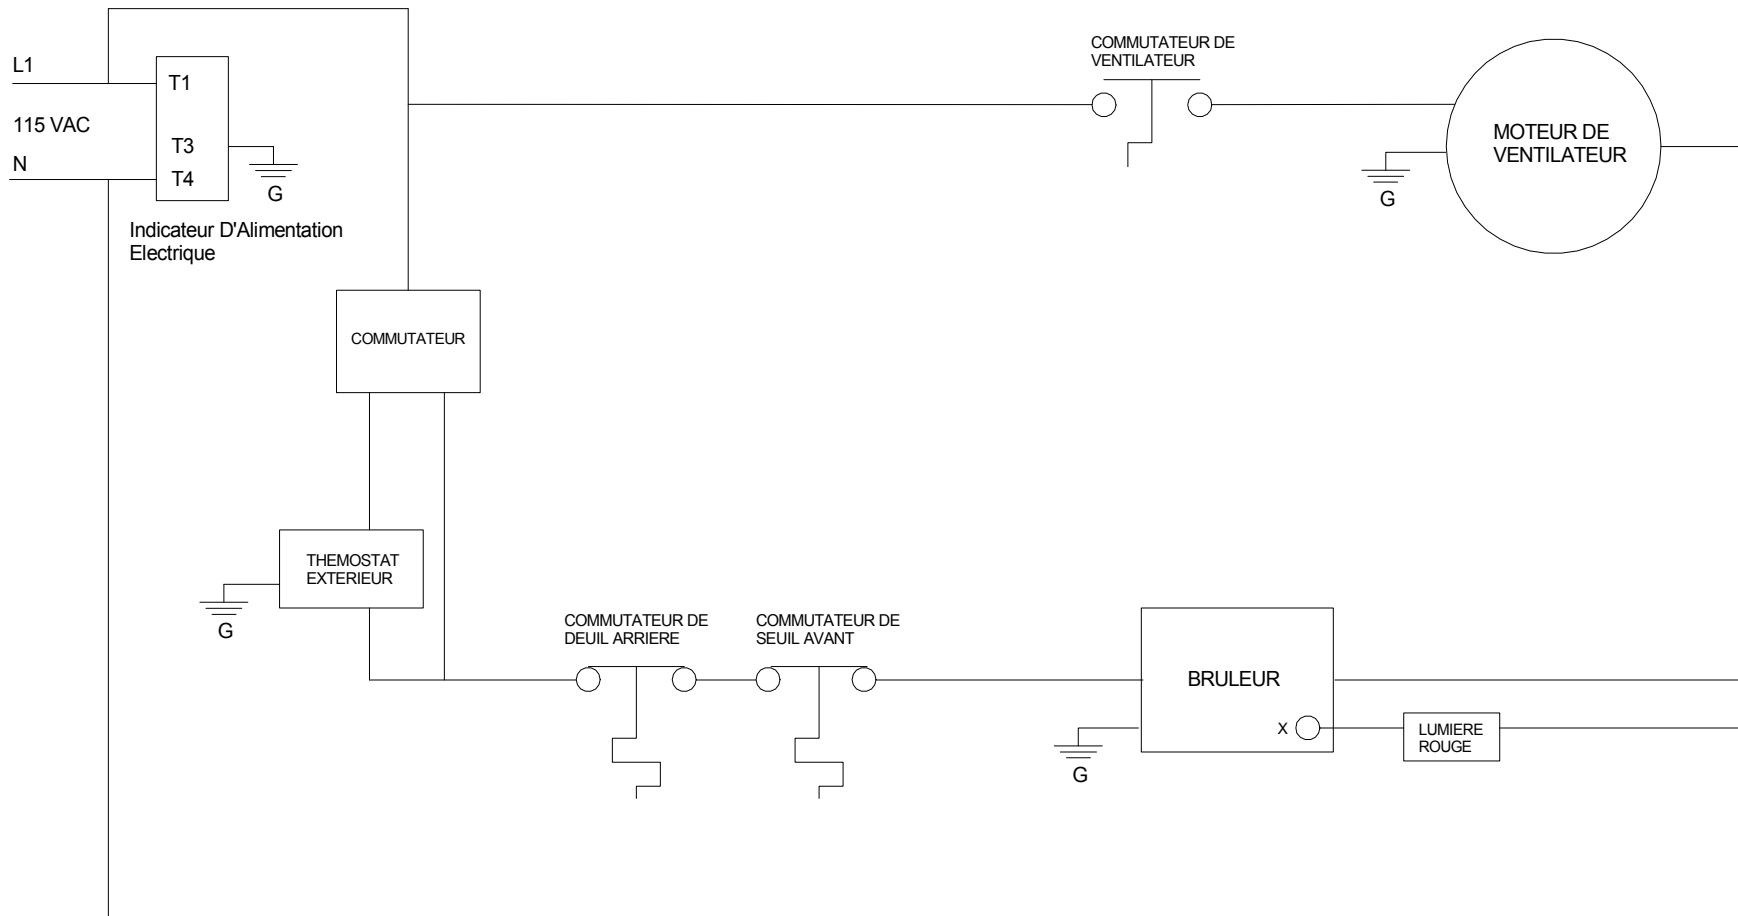 L1
115 VAC
N
T1
T3
T4
G
Indicateur D'Alimentation
Electrique
COMMUTATEUR DE
VENTILATEUR
MOTEUR DE
VENTILATEUR
G
COMMUTATEUR
THEMOSTAT
EXTERIEUR
G
COMMUTATEUR DE
DEUIL ARRIERE
COMMUTATEUR DE
SEUIL AVANT
BRULEUR
X
G
LUMIERE
ROUGE